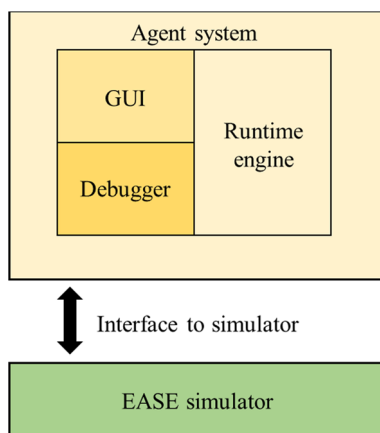 Agent system
GUI
Runtime
engine
Debugger
Interface to simulator
EASE simulator